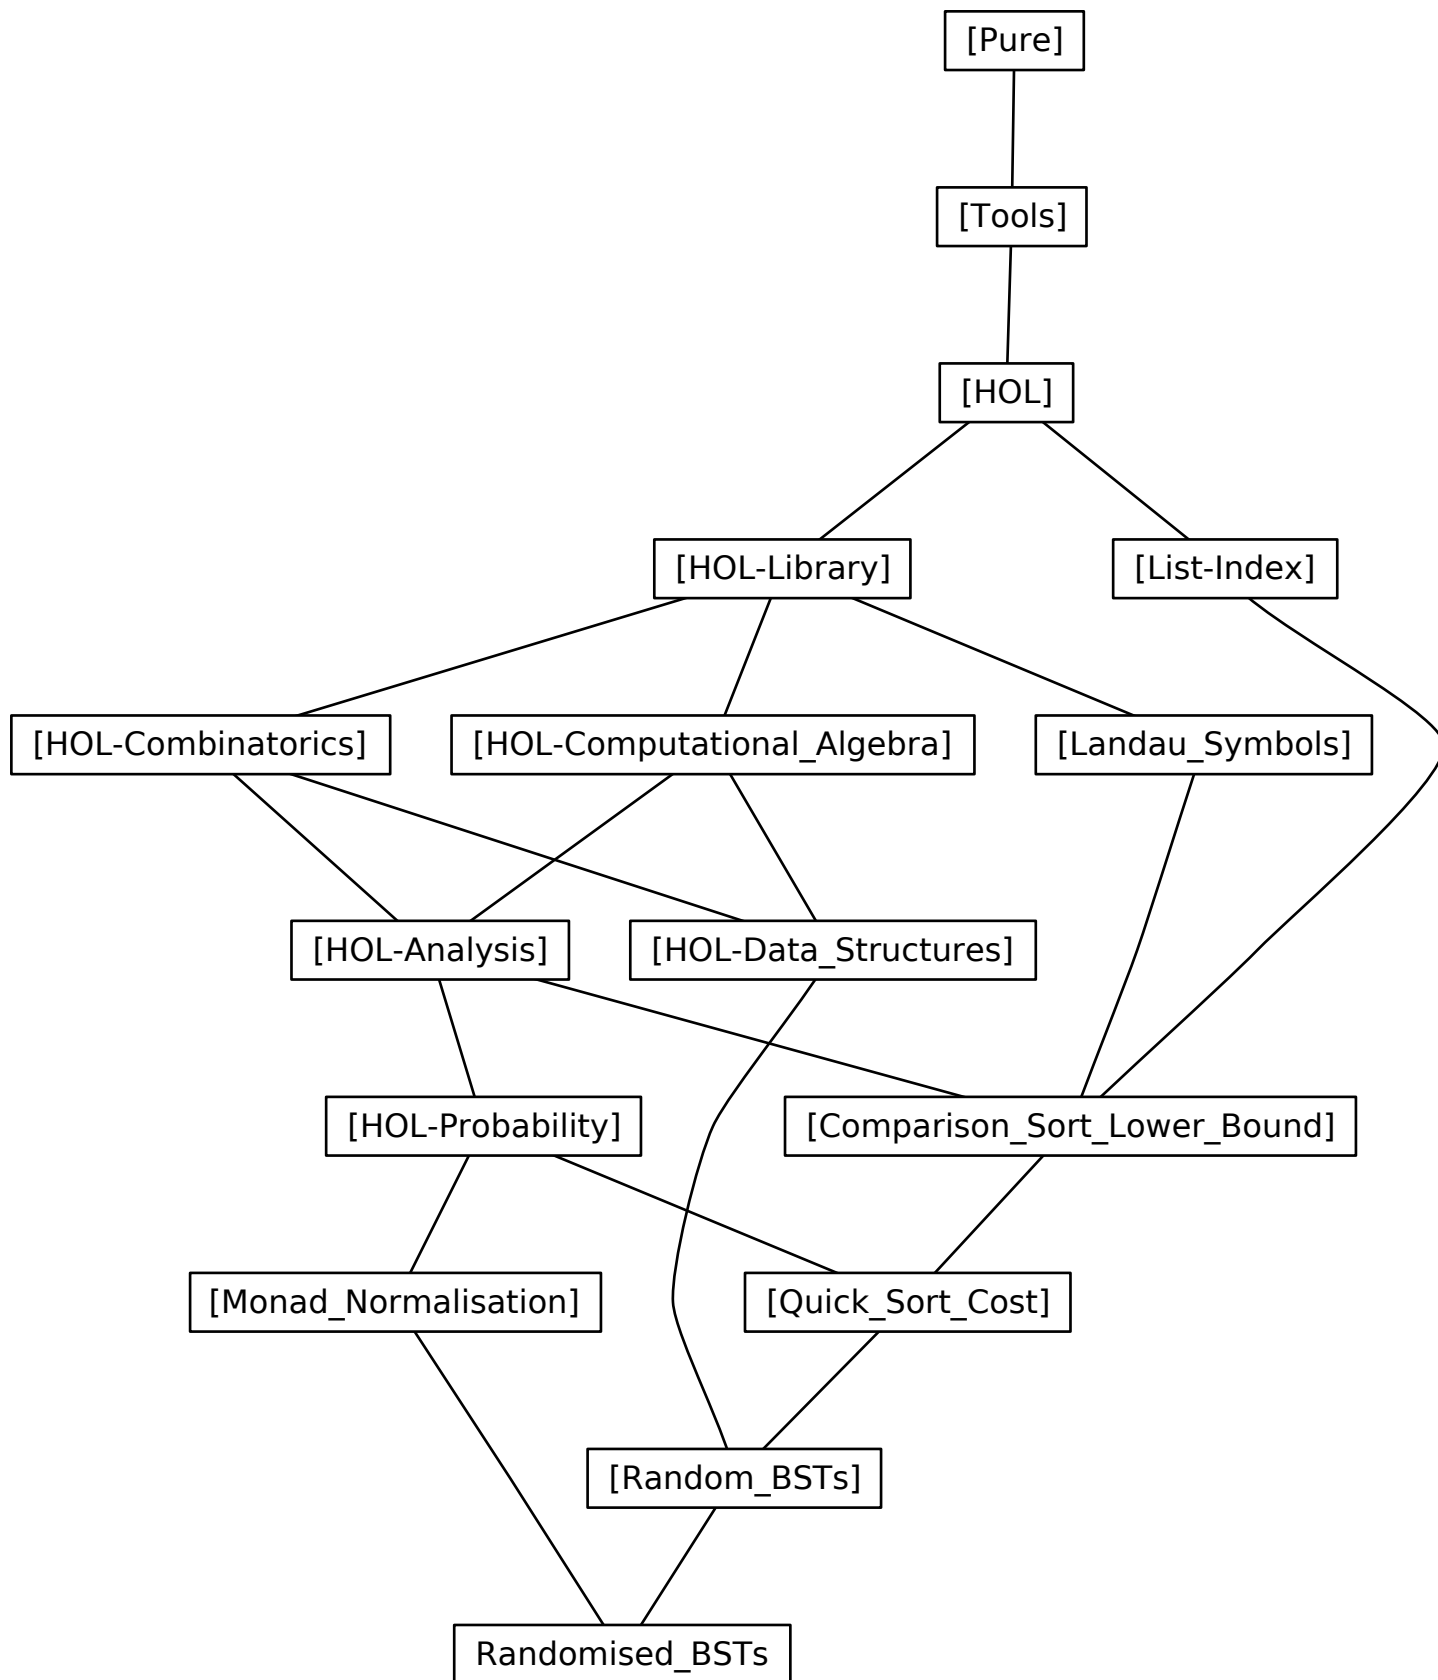 [Pure]
[Tools]
[HOL]
[HOL-Library]
[List-Index]
[HOL-Combinatorics]
[HOL-Computational_Algebra]
[Landau_Symbols]
[HOL-Analysis]
[HOL-Data_Structures]
[HOL-Probability]
[Comparison_Sort_Lower_Bound]
[Monad_Normalisation]
[Quick_Sort_Cost]
[Random_BSTs]
Randomised_BSTs